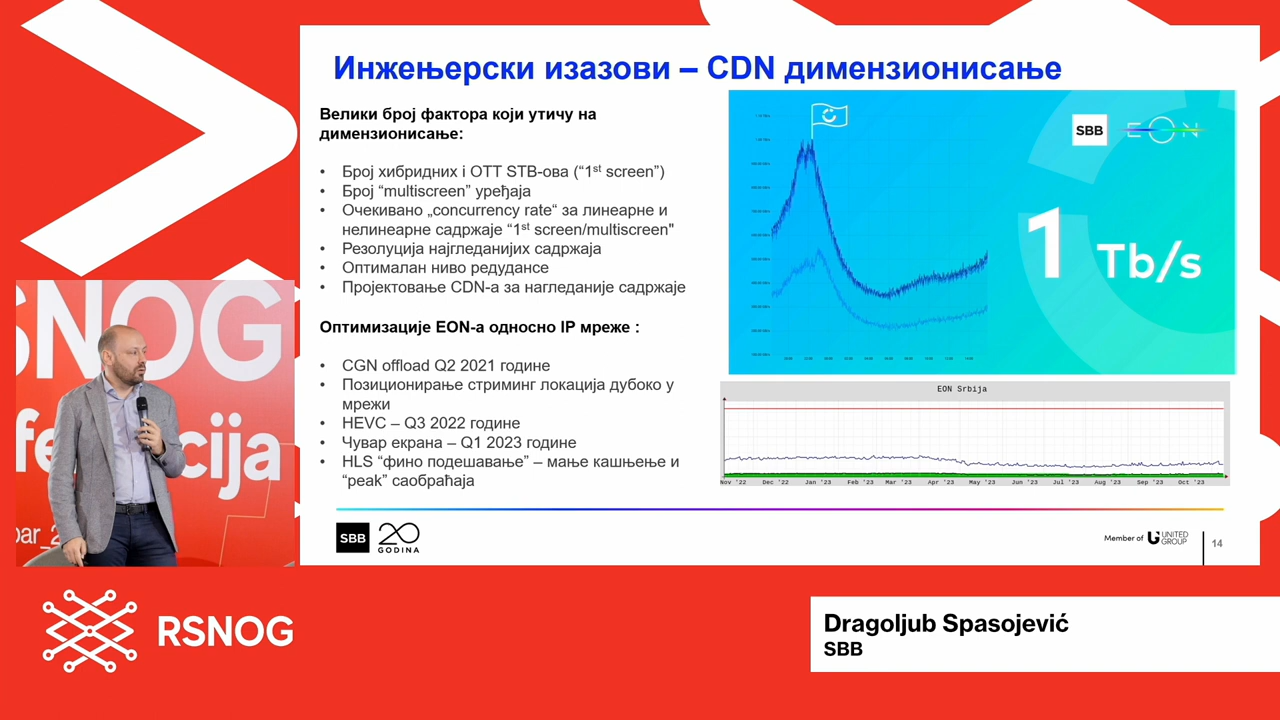 Инжењерски изазови – CDN димензионисање
Велики број фактора који утичу на
димензионисање:
• Број хибридних i OTT STB-ова (“1st screen”)
• Број “multiscreen” уређаја
• Очекивано „concurrency rate“ за линеарне и
нелинеарне садржаје “1st screen/multiscreen"
• Резолуција најгледанијих садржаја
• Оптималан ниво редудансе
• Пројектовање CDN-а за нагледаније садржаје
Оптимизације EON-а односно IP мреже :
• CGN offload Q2 2021 године
• Позиционирање стриминг локација дубоко у
мрежи
• HEVC – Q3 2022 године
• Чувар екрана – Q1 2023 године
• HLS “фино подешавање” – мање кашњење и
“peak” саобраћаја
SBB EON
1 Tb/s
EON Srbija
Nov '22 Dec '22 Jan '23 Feb '23 Mar '23 Apr '23 May '23 Jun '23 Jul '23 Aug '23 Sep '23 Oct '23
SBB 20
GODINA
Member of UNITED
GROUP
14
SNOG
cija
RSNOG
Dragoljub Spasojević
SBB